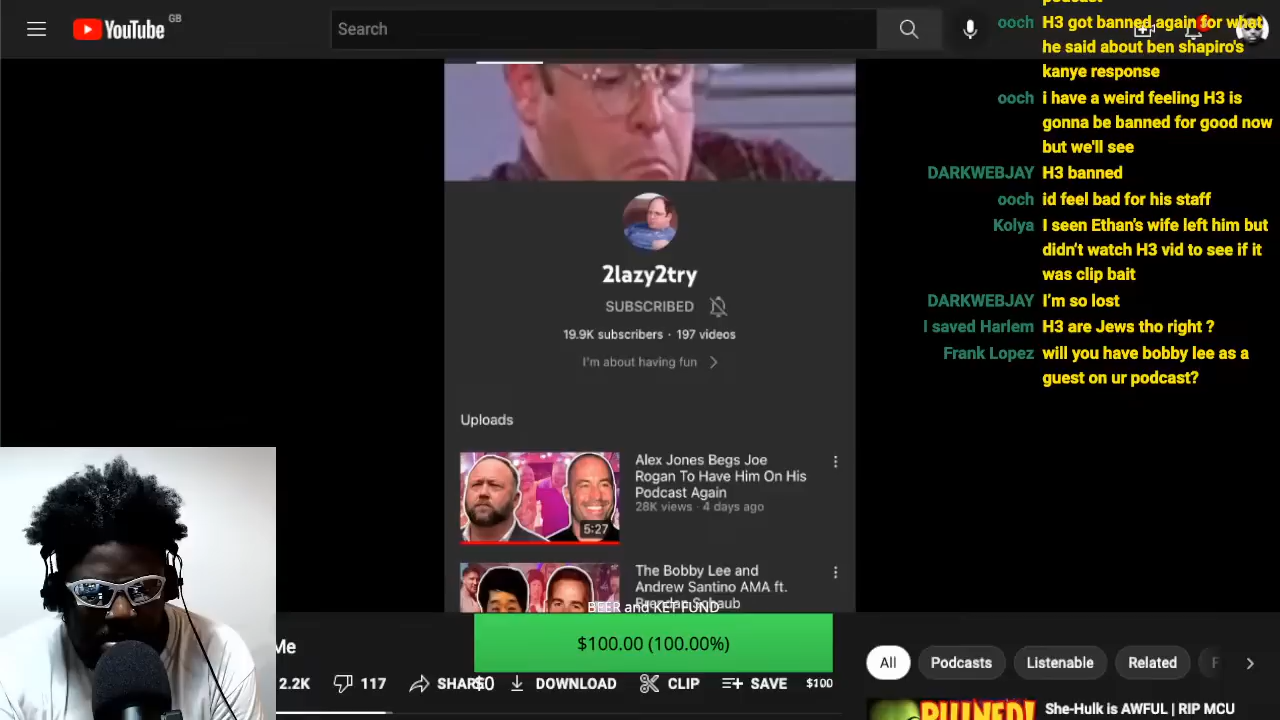 YouTube GB
Search
podcast
ooch H3 got banned again for what
he said about ben shapiro's
kanye response
ooch i have a weird feeling H3 is
gonna be banned for good now
but we'll see
DARKWEBJAY H3 banned
ooch id feel bad for his staff
Kolya I seen Ethan's wife left him but
didn't watch H3 vid to see if it
was clip bait
DARKWEBJAY I'm so lost
I saved Harlem H3 are Jews tho right ?
Frank Lopez will you have bobby lee as a
guest on ur podcast?
2lazy2try
SUBSCRIBED
19.9K subscribers · 197 videos
I'm about having fun
Uploads
Alex Jones Begs Joe
Rogan To Have Him On His
Podcast Again
28K views · 4 days ago
5:27
The Bobby Lee and
Andrew Santino AMA ft.
Brendan Schaub
BEER and KET FUND
$100.00 (100.00%)
$0
$100
Me
2.2K
117
SHARE
DOWNLOAD
CLIP
SAVE
All
Podcasts
Listenable
Related
She-Hulk is AWFUL | RIP MCU